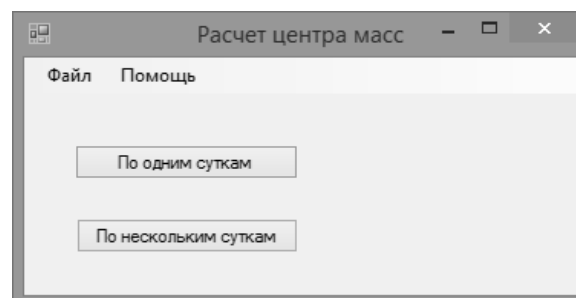 Расчет центра масс
Файл Помощь
По одним суткам
По нескольким суткам